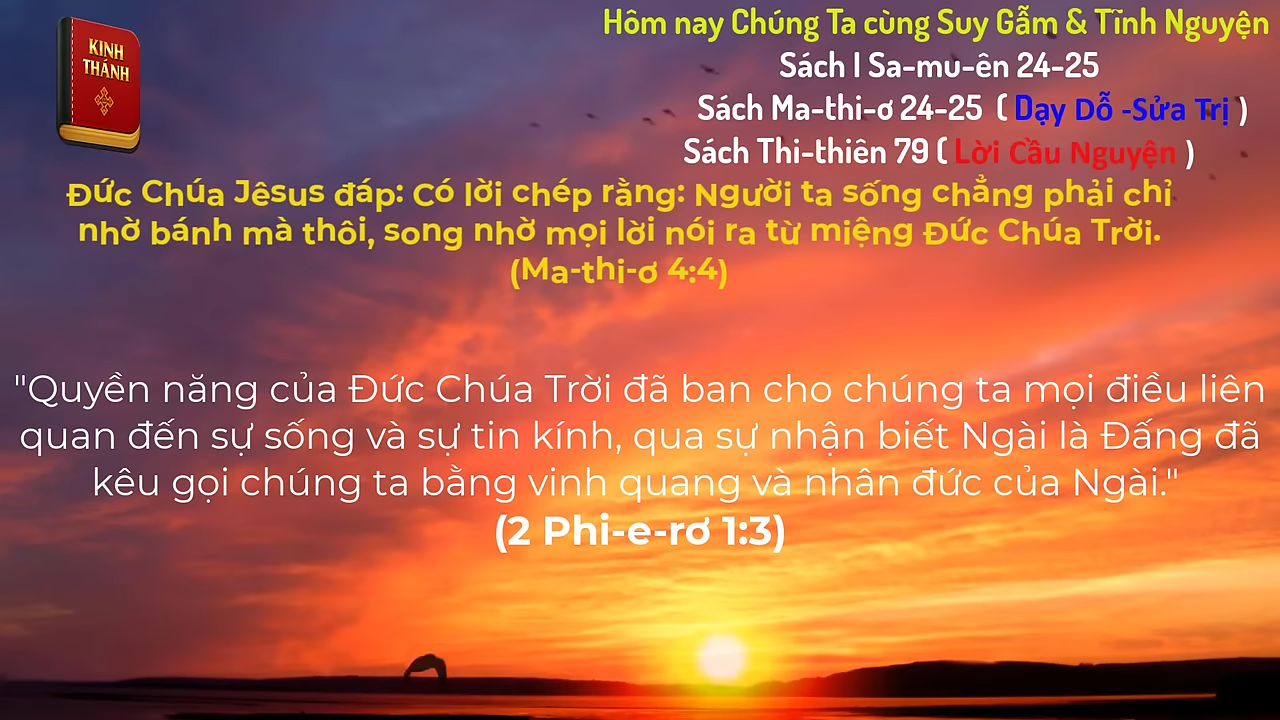 KINH
THÁNH
Hôm nay Chúng Ta cùng Suy Gẫm & Tĩnh Nguyện
Sách I Sa-mu-ên 24-25
Sách Ma-thi-ơ 24-25 ( Dạy Dỗ -Sửa Trị )
Sách Thi-thiên 79 ( Lời Cầu Nguyện )
Đức Chúa Jêsus đáp: Có lời chép rằng: Người ta sống chẳng phải chỉ
nhờ bánh mà thôi, song nhờ mọi lời nói ra từ miệng Đức Chúa Trời.
(Ma-thi-ơ 4:4)
"Quyền năng của Đức Chúa Trời đã ban cho chúng ta mọi điều liên
quan đến sự sống và sự tin kính, qua sự nhận biết Ngài là Đấng đã
kêu gọi chúng ta bằng vinh quang và nhân đức của Ngài."
(2 Phi-e-rơ 1:3)